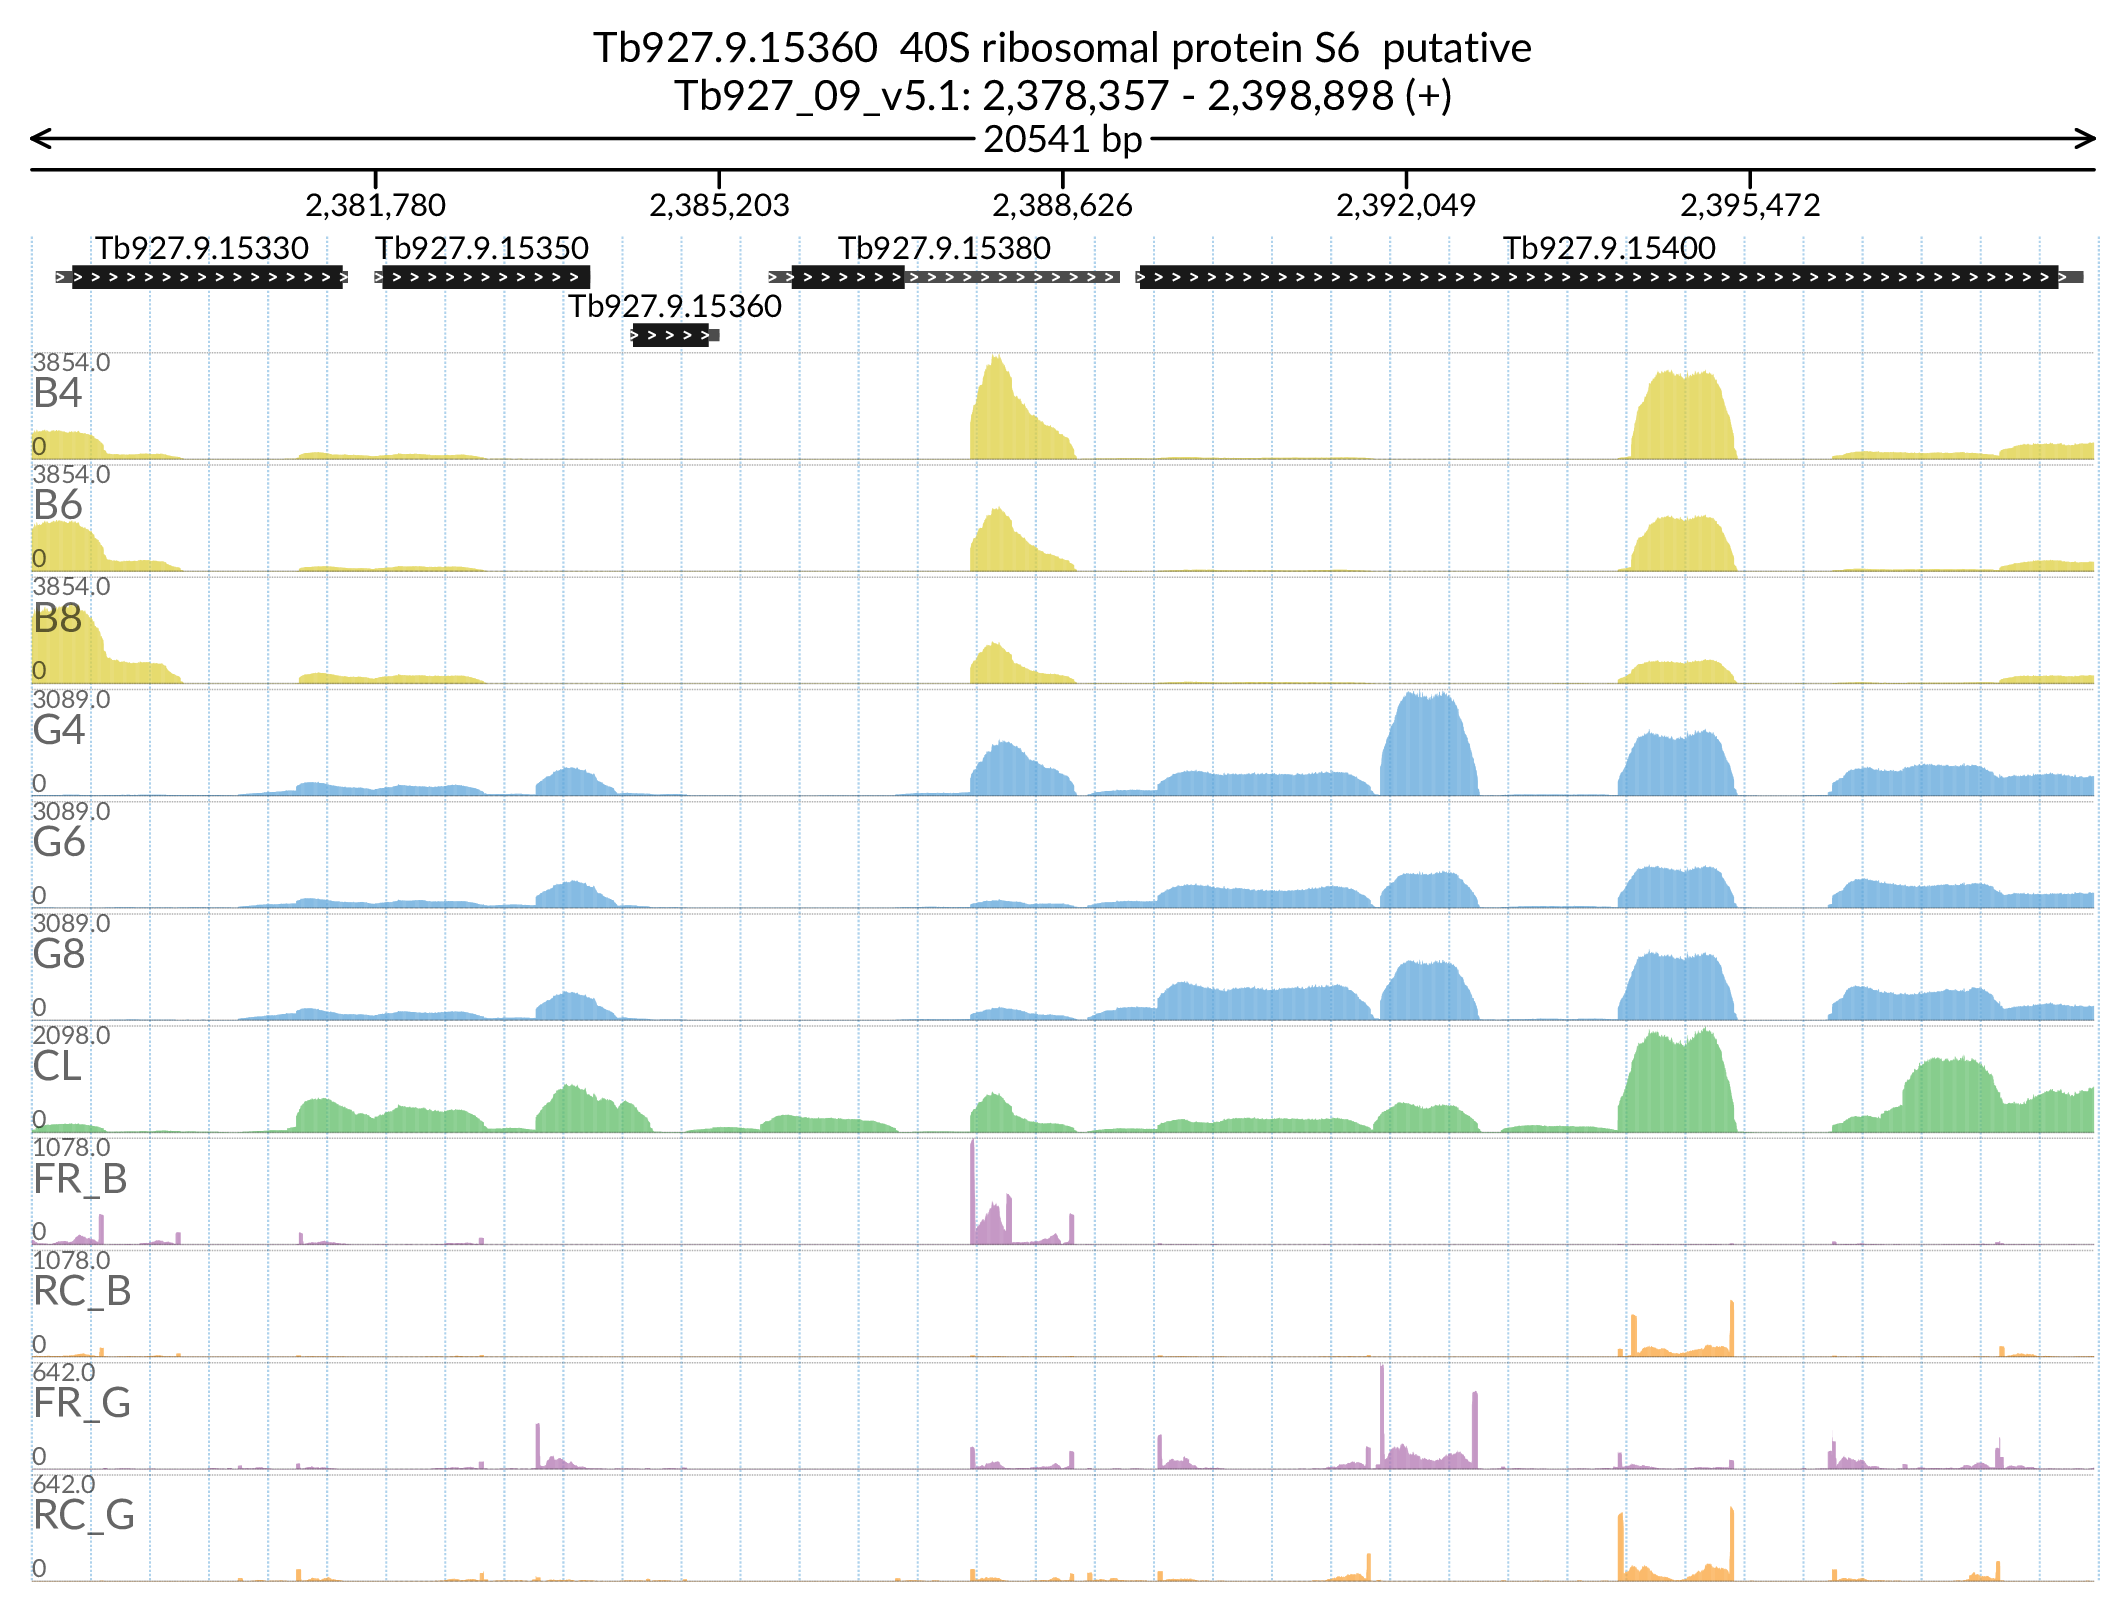 Tb927.9.15360  40S ribosomal protein S6  putative
Tb927_09_v5.1: 2,378,357 - 2,398,898 (+)
20541 bp
2,381,780 2,385,203 2,388,626 2,392,049 2,395,472
Tb927.9.15330 Tb927.9.15350 Tb927.9.15380 Tb927.9.15400
Tb927.9.15360
3854.0
B4
0
3854.0
B6
0
3854.0
B8
0
3089.0
G4
0
3089.0
G6
0
3089.0
G8
0
2098.0
CL
0
1078.0
FR_B
0
1078.0
RC_B
0
642.0
FR_G
0
642.0
RC_G
0